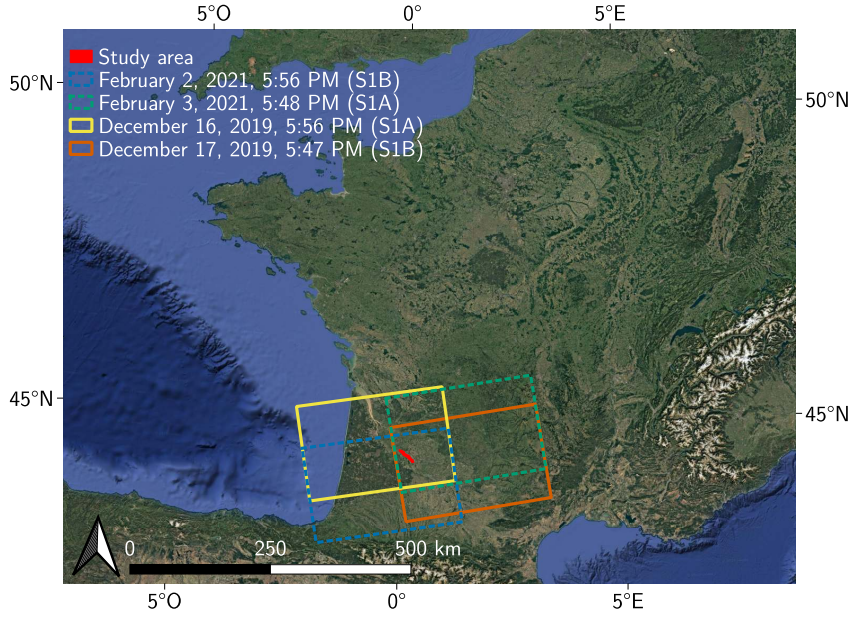 5°O 0° 5°E
Study area
February 2, 2021, 5:56 PM (S1B)
February 3, 2021, 5:48 PM (S1A)
December 16, 2019, 5:56 PM (S1A)
December 17, 2019, 5:47 PM (S1B)
50°N 50°N
45°N 45°N
0 250 500 km
5°O 0° 5°E